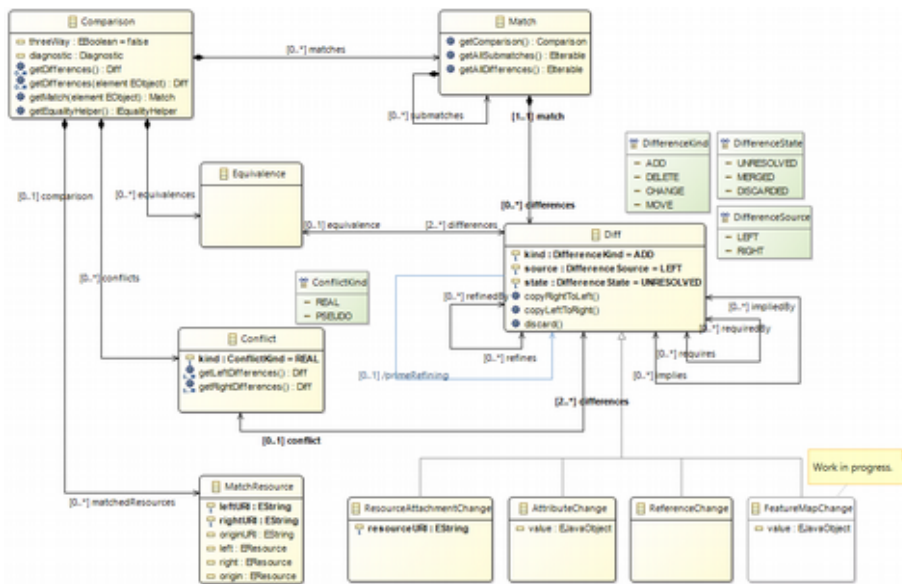 Comparison
threeWay : EBoolean = false
diagnostic : Diagnostic
getDifferences() : Diff
getDifferences(element EObject) : Diff
getMatch(element EObject) : Match
getEqualityHelper() : IEqualityHelper
[0..*] matches
Match
getComparison() : Comparison
getAllSubmatches() : EIterable
getAllDifferences() : EIterable
[0..*] submatches
[1..1] match
DifferenceKind
ADD
DELETE
CHANGE
MOVE
DifferenceState
UNRESOLVED
MERGED
DISCARDED
DifferenceSource
LEFT
RIGHT
[0..1] comparison
[0..*] equivalences
Equivalence
[0..1] equivalence
[2..*] differences
[0..*] differences
Diff
kind : DifferenceKind = ADD
source : DifferenceSource = LEFT
state : DifferenceState = UNRESOLVED
copyRightToLeft()
copyLeftToRight()
discard()
[0..*] conflicts
ConflictKind
REAL
PSEUDO
[0..*] refinedBy
[0..*] refines
[0..1] /primeRefining
[0..*] impliedBy
[0..*] requiredBy
[0..*] requires
[0..*] implies
Conflict
kind : ConflictKind = REAL
getLeftDifferences() : Diff
getRightDifferences() : Diff
[2..*] differences
[0..1] conflict
[0..*] matchedResources
MatchResource
leftURI : EString
rightURI : EString
originURI : EString
left : EResource
right : EResource
origin : EResource
Work in progress.
ResourceAttachmentChange
resourceURI : EString
AttributeChange
value : EJavaObject
ReferenceChange
FeatureMapChange
value : EJavaObject